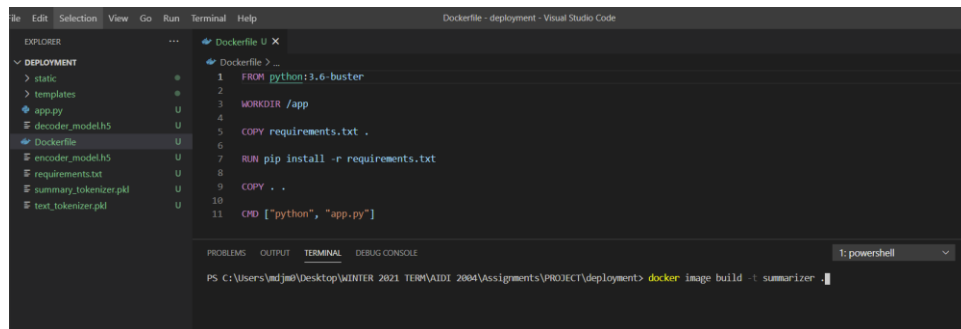 File Edit Selection View Go Run Terminal Help Dockerfile - deployment - Visual Studio Code
EXPLORER ...
Dockerfile U X
DEPLOYMENT
> static
> templates
app.py U
decoder_model.h5 U
Dockerfile U
encoder_model.h5 U
requirements.txt U
summary_tokenizer.pkl U
text_tokenizer.pkl U
Dockerfile > ...
1 FROM python:3.6-buster
2
3 WORKDIR /app
4
5 COPY requirements.txt .
6
7 RUN pip install -r requirements.txt
8
9 COPY . .
10
11 CMD ["python", "app.py"]
PROBLEMS OUTPUT TERMINAL DEBUG CONSOLE 1: powershell
PS C:\Users\mdjm0\Desktop\WINTER 2021 TERM\AIDI 2004\Assignments\PROJECT\deployment> docker image build -t summarizer .